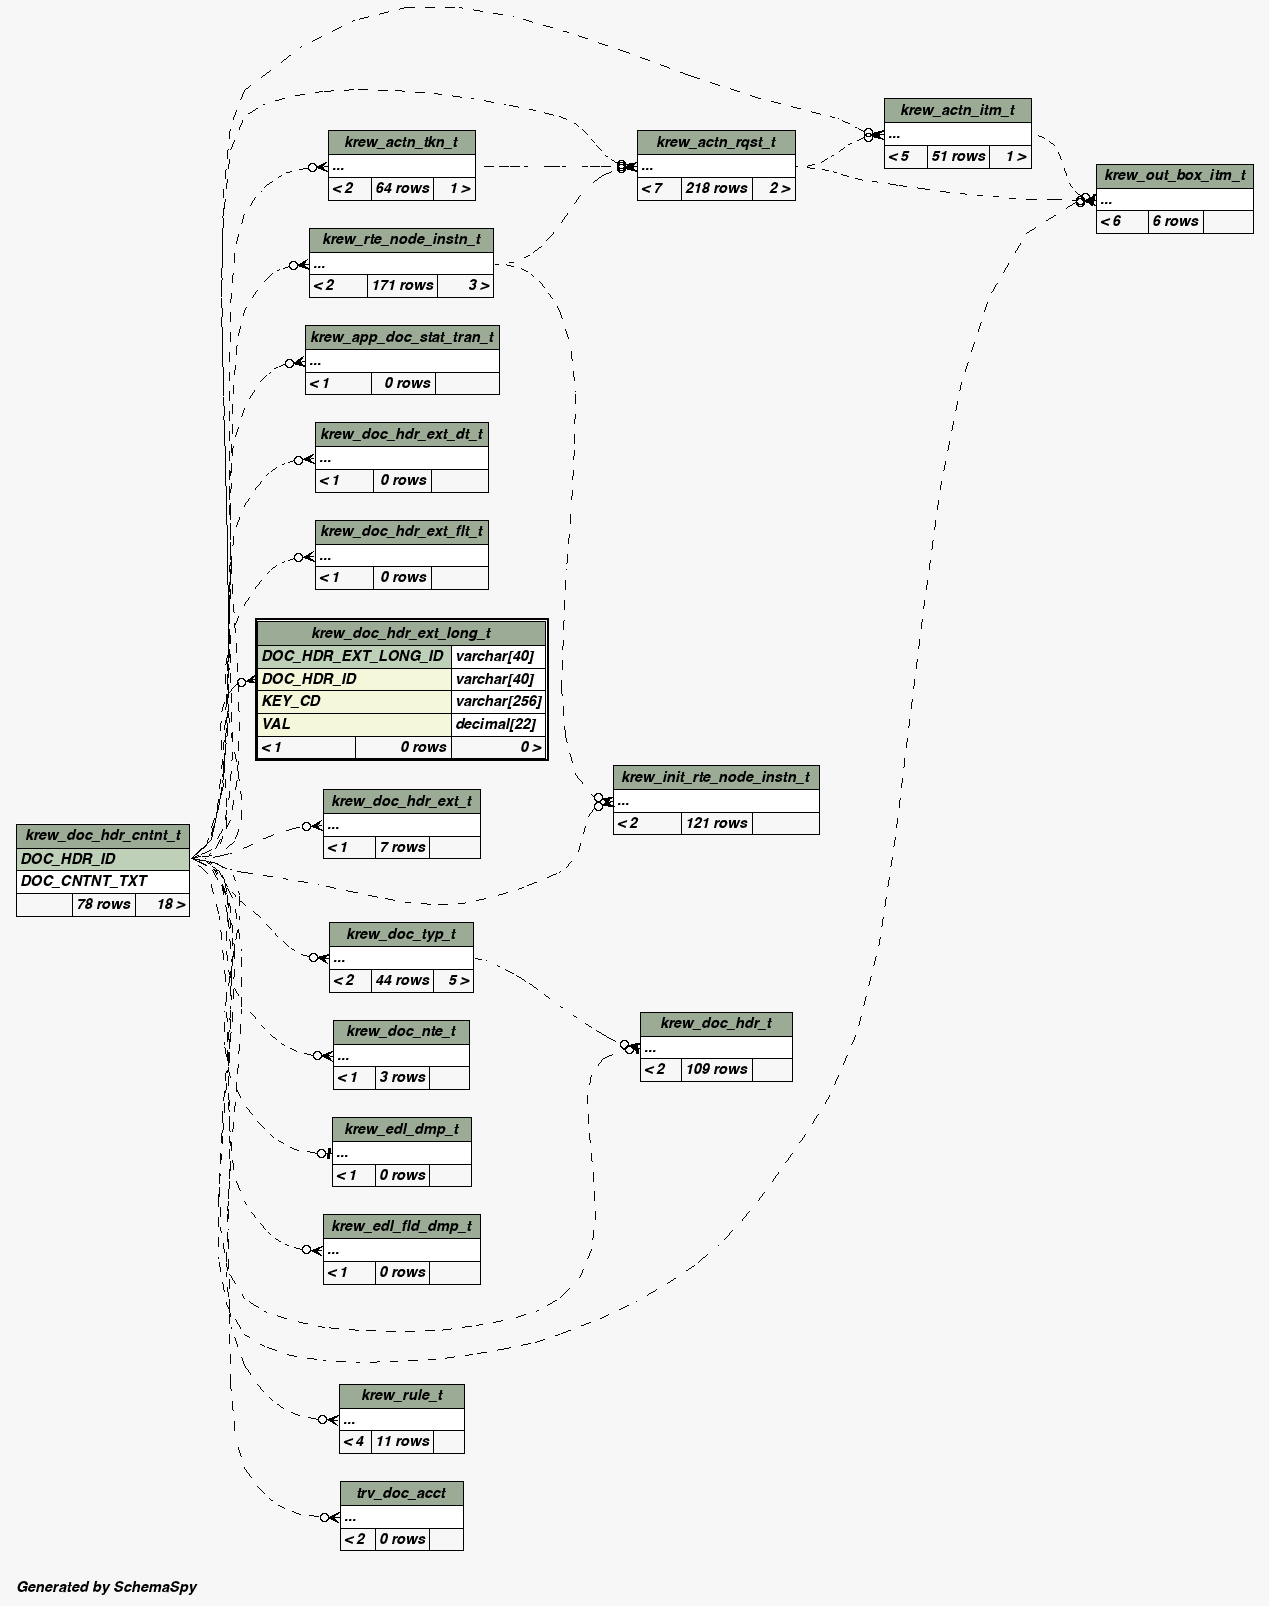 krew_actn_itm_t
...
< 5 51 rows 1 >
krew_actn_tkn_t
...
< 2 64 rows 1 >
krew_actn_rqst_t
...
< 7 218 rows 2 >
krew_out_box_itm_t
...
< 6 6 rows
krew_rte_node_instn_t
...
< 2 171 rows 3 >
krew_app_doc_stat_tran_t
...
< 1 0 rows
krew_doc_hdr_ext_dt_t
...
< 1 0 rows
krew_doc_hdr_ext_flt_t
...
< 1 0 rows
krew_doc_hdr_ext_long_t
DOC_HDR_EXT_LONG_ID varchar[40]
DOC_HDR_ID varchar[40]
KEY_CD varchar[256]
VAL decimal[22]
< 1 0 rows 0 >
krew_init_rte_node_instn_t
...
< 2 121 rows
krew_doc_hdr_ext_t
...
< 1 7 rows
krew_doc_hdr_cntnt_t
DOC_HDR_ID
DOC_CNTNT_TXT
78 rows 18 >
krew_doc_typ_t
...
< 2 44 rows 5 >
krew_doc_hdr_t
...
< 2 109 rows
krew_doc_nte_t
...
< 1 3 rows
krew_edl_dmp_t
...
< 1 0 rows
krew_edl_fld_dmp_t
...
< 1 0 rows
krew_rule_t
...
< 4 11 rows
trv_doc_acct
...
< 2 0 rows
Generated by SchemaSpy